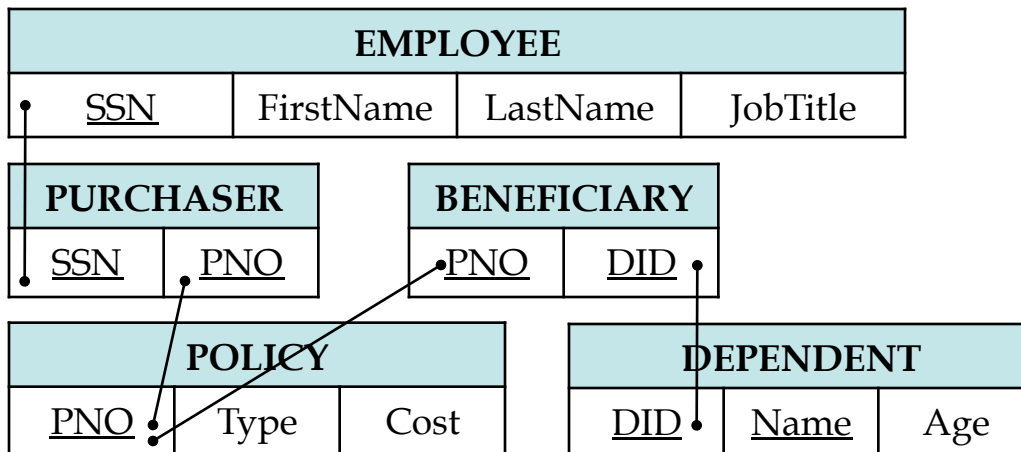 EMPLOYEE
SSN FirstName LastName JobTitle
PURCHASER BENEFICIARY
SSN PNO PNO DID
POLICY DEPENDENT
PNO Type Cost DID Name Age